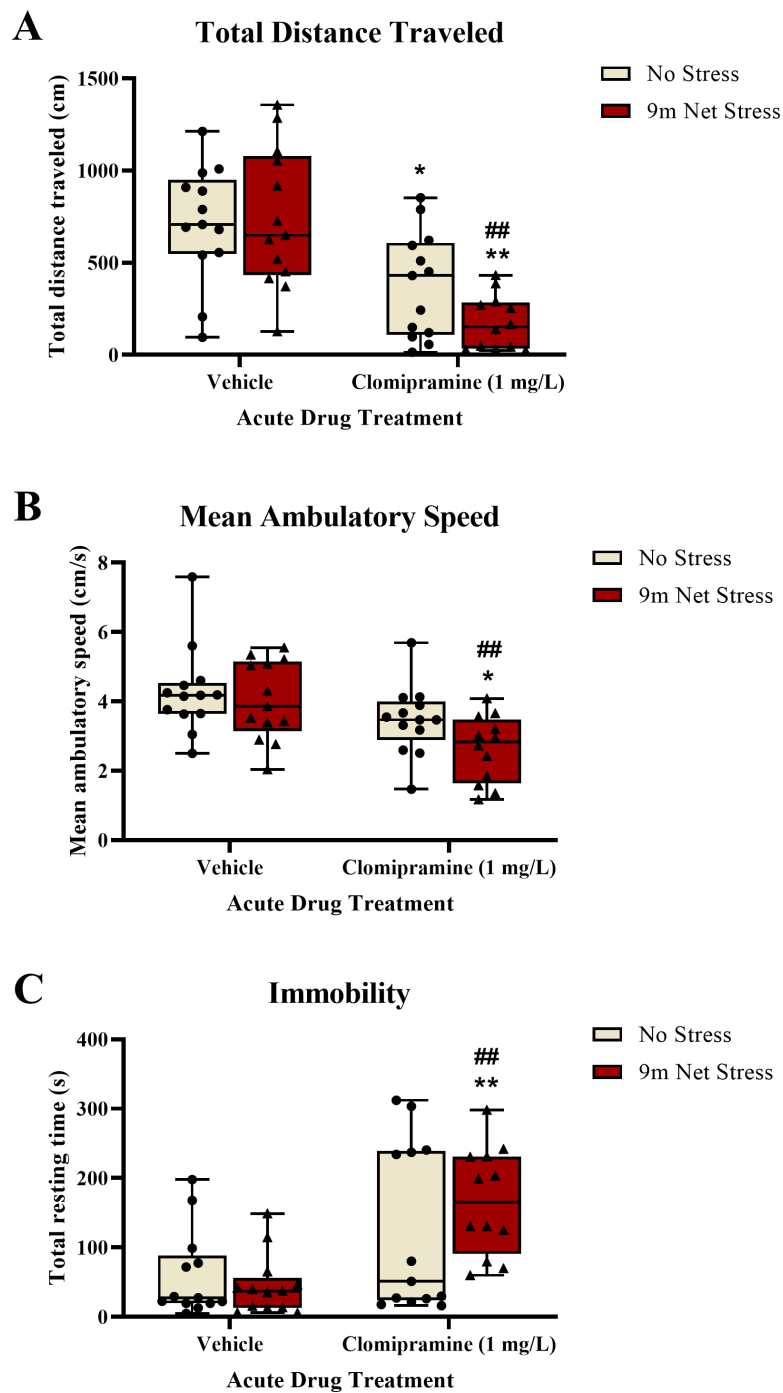 A
Total Distance Traveled
No Stress
9m Net Stress
Total distance traveled (cm)
1500
1000
500
0
*
##
**
Vehicle
Clomipramine (1 mg/L)
Acute Drug Treatment
B
Mean Ambulatory Speed
No Stress
9m Net Stress
Mean ambulatory speed (cm/s)
8
6
4
2
0
##
*
Vehicle
Clomipramine (1 mg/L)
Acute Drug Treatment
C
Immobility
No Stress
9m Net Stress
Total resting time (s)
400
300
200
100
0
##
**
Vehicle
Clomipramine (1 mg/L)
Acute Drug Treatment